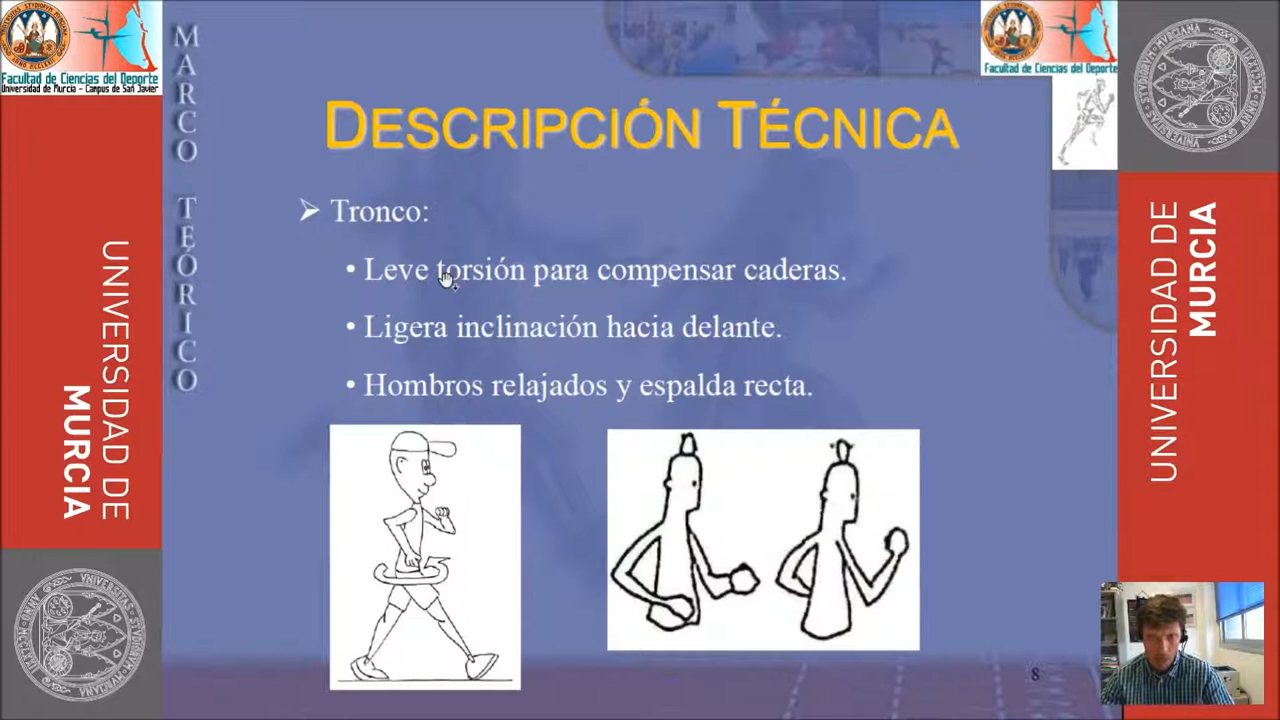 Facultad de Ciencias del Deporte
Universidad de Murcia - Campus de San Javier
UNIVERSIDAD DE
MURCIA
MARCO TEÓRICO
DESCRIPCIÓN TÉCNICA
➢ Tronco:
• Leve torsión para compensar caderas.
• Ligera inclinación hacia delante.
• Hombros relajados y espalda recta.
8
Facultad de Ciencias del Deporte
UNIVERSIDAD DE
MURCIA